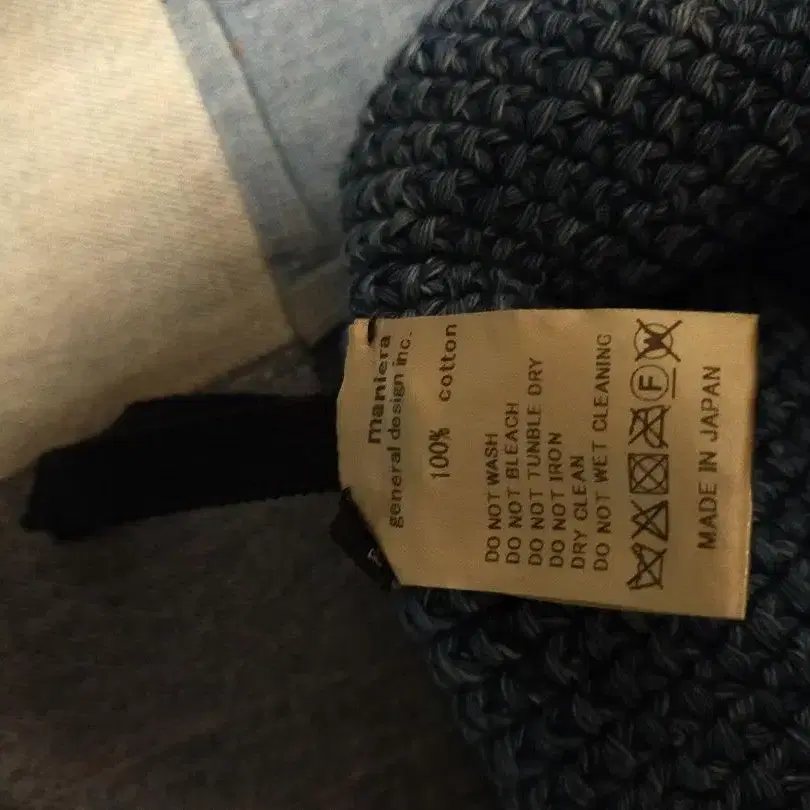 maniera
general design inc.
100% cotton
DO NOT WASH
DO NOT BLEACH
DO NOT TUNBLE DRY
DO NOT IRON
DRY CLEAN
DO NOT WET CLEANING
F W
MADE IN JAPAN